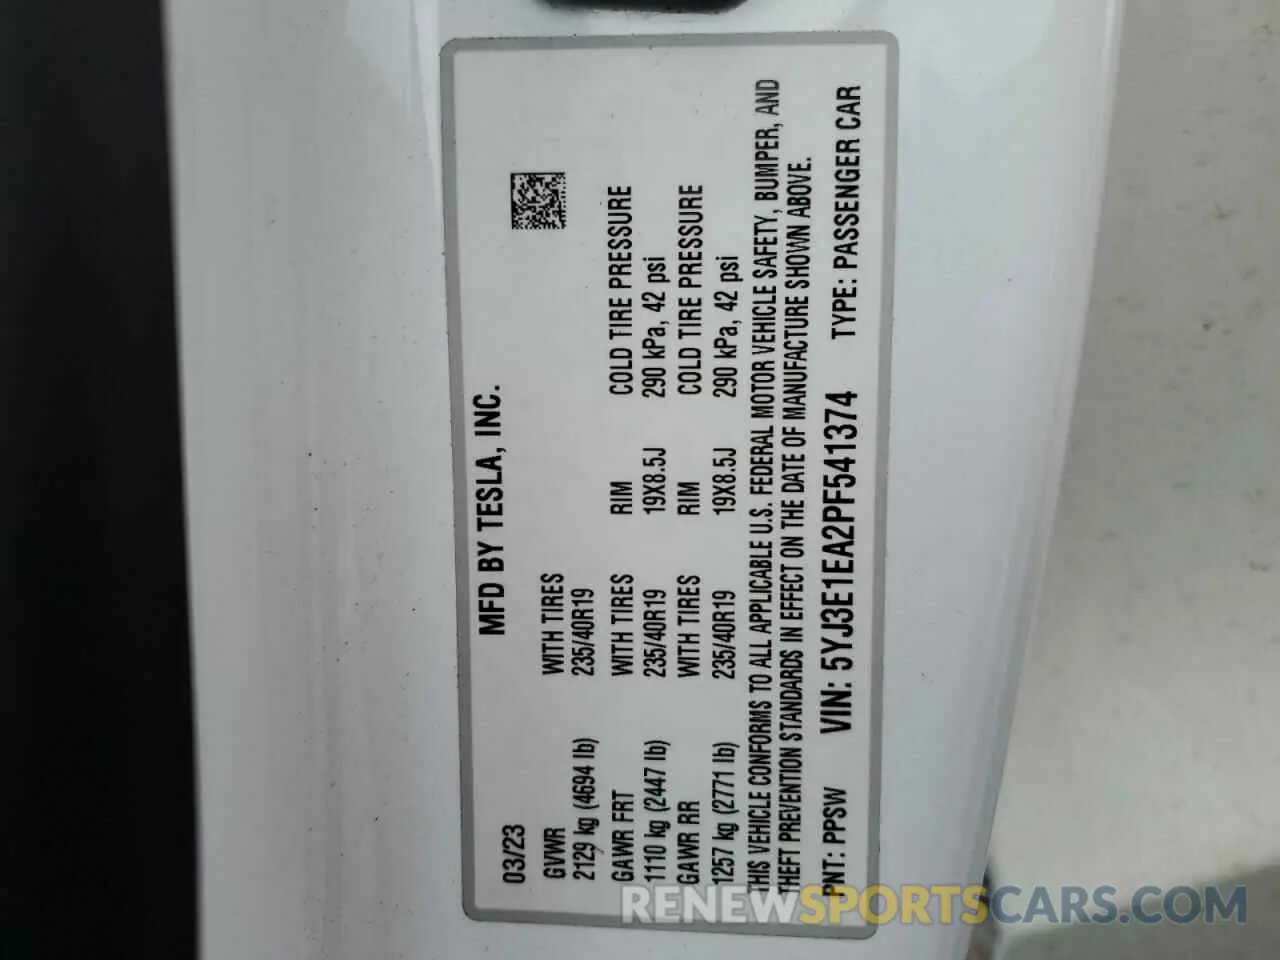 MFD BY TESLA, INC.
03/23
GVWR WITH TIRES
2129 kg (4694 lb) 235/40R19
GAWR FRT WITH TIRES RIM COLD TIRE PRESSURE
1110 kg (2447 lb) 235/40R19 19X8.5J 290 kPa, 42 psi
GAWR RR WITH TIRES RIM COLD TIRE PRESSURE
1257 kg (2771 lb) 235/40R19 19X8.5J 290 kPa, 42 psi
THIS VEHICLE CONFORMS TO ALL APPLICABLE U.S. FEDERAL MOTOR VEHICLE SAFETY, BUMPER, AND
THEFT PREVENTION STANDARDS IN EFFECT ON THE DATE OF MANUFACTURE SHOWN ABOVE.
PNT: PPSW VIN: 5YJ3E1EA2PF541374 TYPE: PASSENGER CAR
RENEWSPORTSCARS.COM